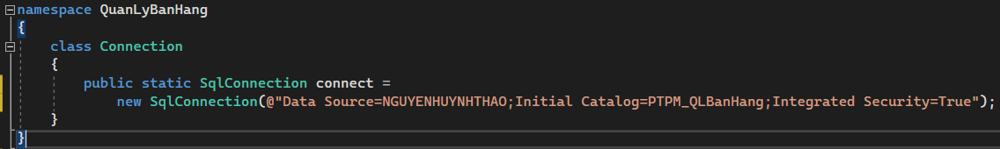 namespace QuanLyBanHang
{
class Connection
{
public static SqlConnection connect =
new SqlConnection(@"Data Source=NGUYENHUYNHTHAO;Initial Catalog=PTPM_QLBanHang;Integrated Security=True");
}
}